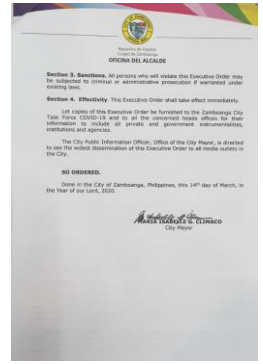 Republica de Filipinas
Ciudad de Zamboanga
OFICINA DEL ALCALDE
Section 3. Sanctions. All persons who will violate this Executive Order may
be subjected to criminal or administrative prosecution if warranted under
existing laws.
Section 4. Effectivity. This Executive Order shall take effect immediately.
Let copies of this Executive Order be furnished to the Zamboanga City
Task Force COVID-19 and to all the concerned heads offices for their
information to include all private and government instrumentalities,
institutions and agencies.
The City Public Information Officer, Office of the City Mayor, is directed
to see the widest dissemination of this Executive Order to all media outlets in
the City.
SO ORDERED.
Done in the City of Zamboanga, Philippines, this 14th day of March, in
the Year of our Lord, 2020.
MARIA ISABELLE G. CLIMACO
City Mayor